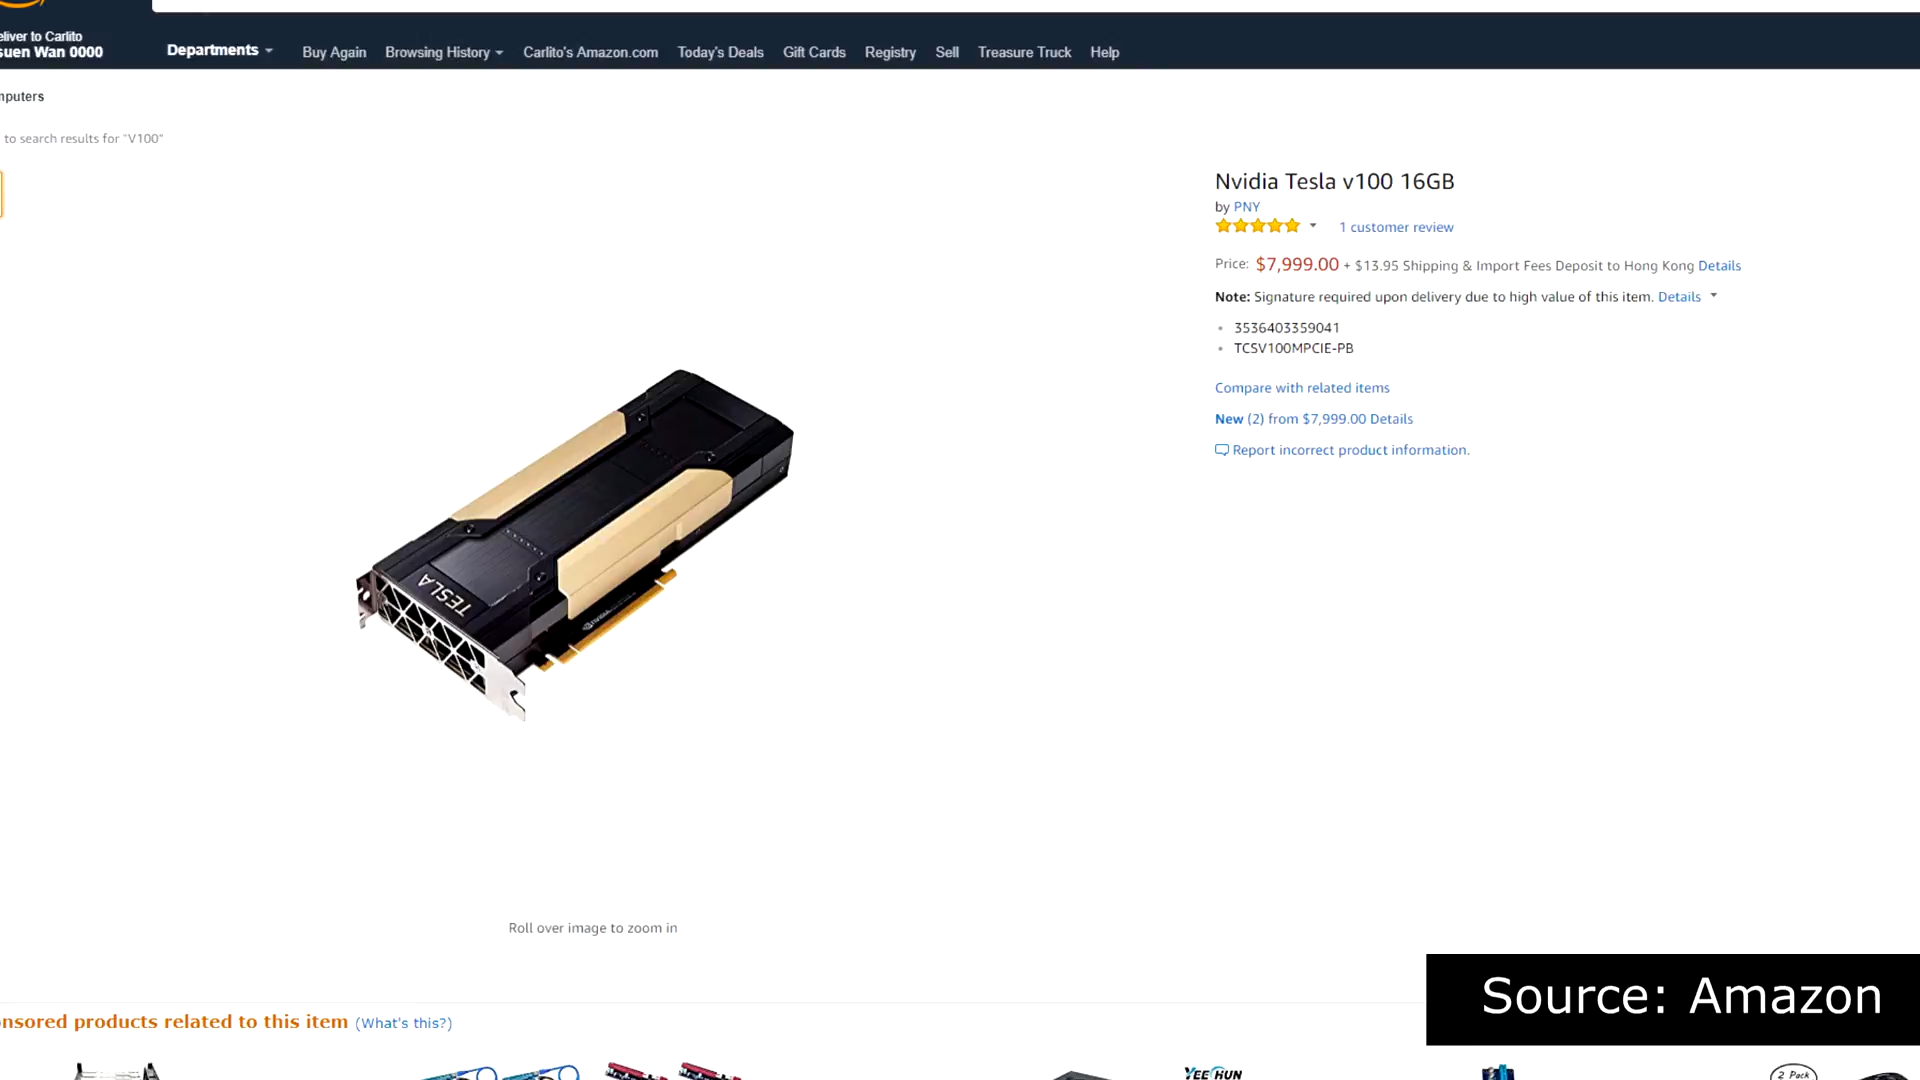 eliver to Carlito
suen Wan 0000
Departments
Buy Again
Browsing History
Carlito's Amazon.com
Today's Deals
Gift Cards
Registry
Sell
Treasure Truck
Help
mputers
to search results for "V100"
Nvidia Tesla v100 16GB
by PNY
1 customer review
Price: $7,999.00 + $13.95 Shipping & Import Fees Deposit to Hong Kong Details
Note: Signature required upon delivery due to high value of this item. Details
3536403359041
TCSV100MPCIE-PB
Compare with related items
New (2) from $7,999.00 Details
Report incorrect product information.
TESLA
Roll over image to zoom in
Source: Amazon
onsored products related to this item (What's this?)
YEEHUN
2 Pack